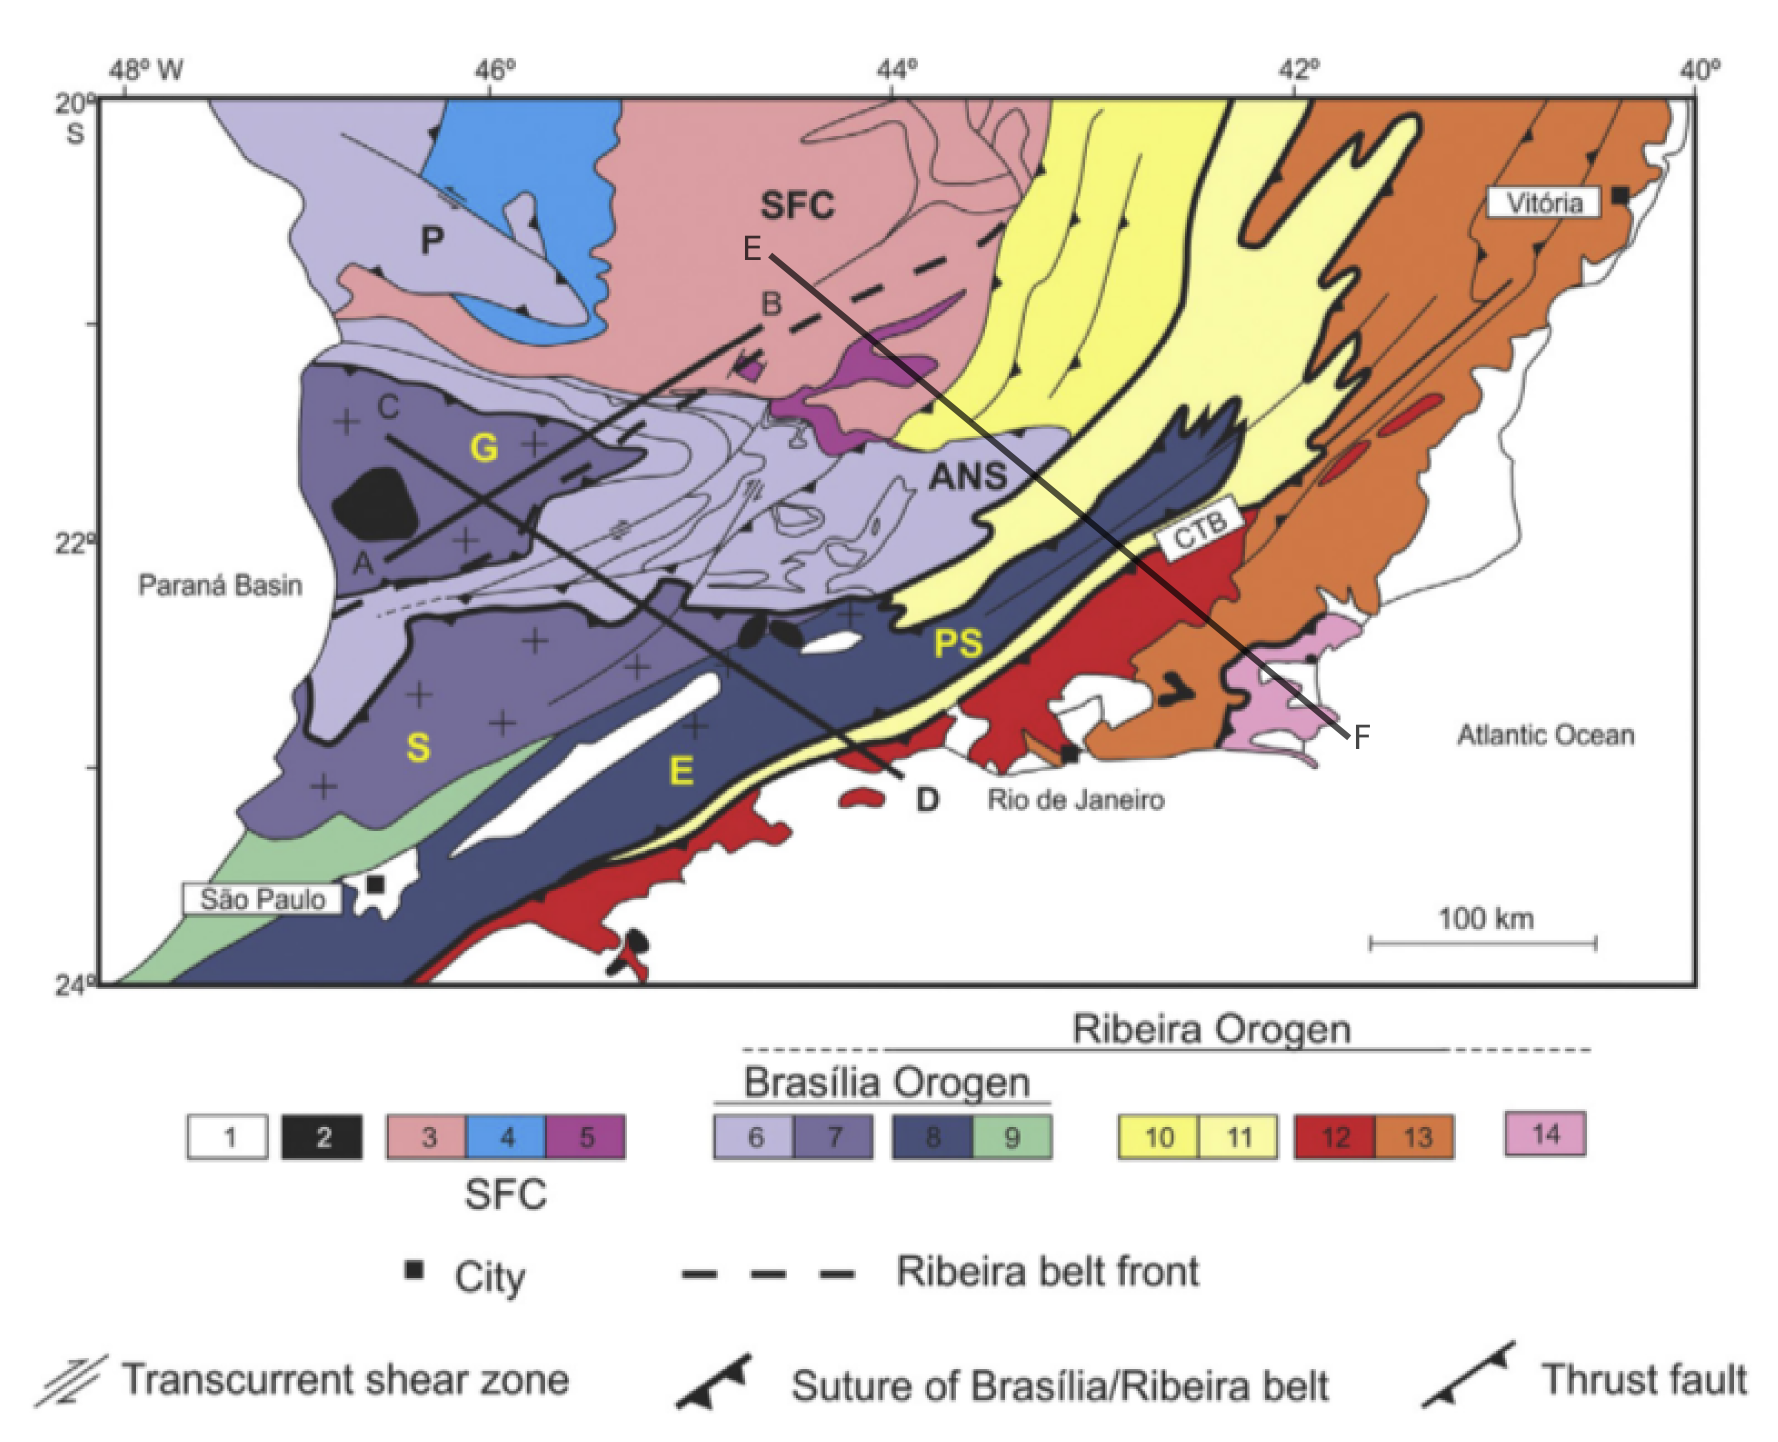 48º W 46º 44º 42º 40º
20º
S
SFC
Vitória
P
E
B
C
G
ANS
22º
A
CTB
Paraná Basin
PS
S
E
F
Atlantic Ocean
D
Rio de Janeiro
São Paulo
100 km
24º
Ribeira Orogen
Brasília Orogen
1 2 3 4 5 6 7 8 9 10 11 12 13 14
SFC
City
Ribeira belt front
Transcurrent shear zone
Suture of Brasília/Ribeira belt
Thrust fault